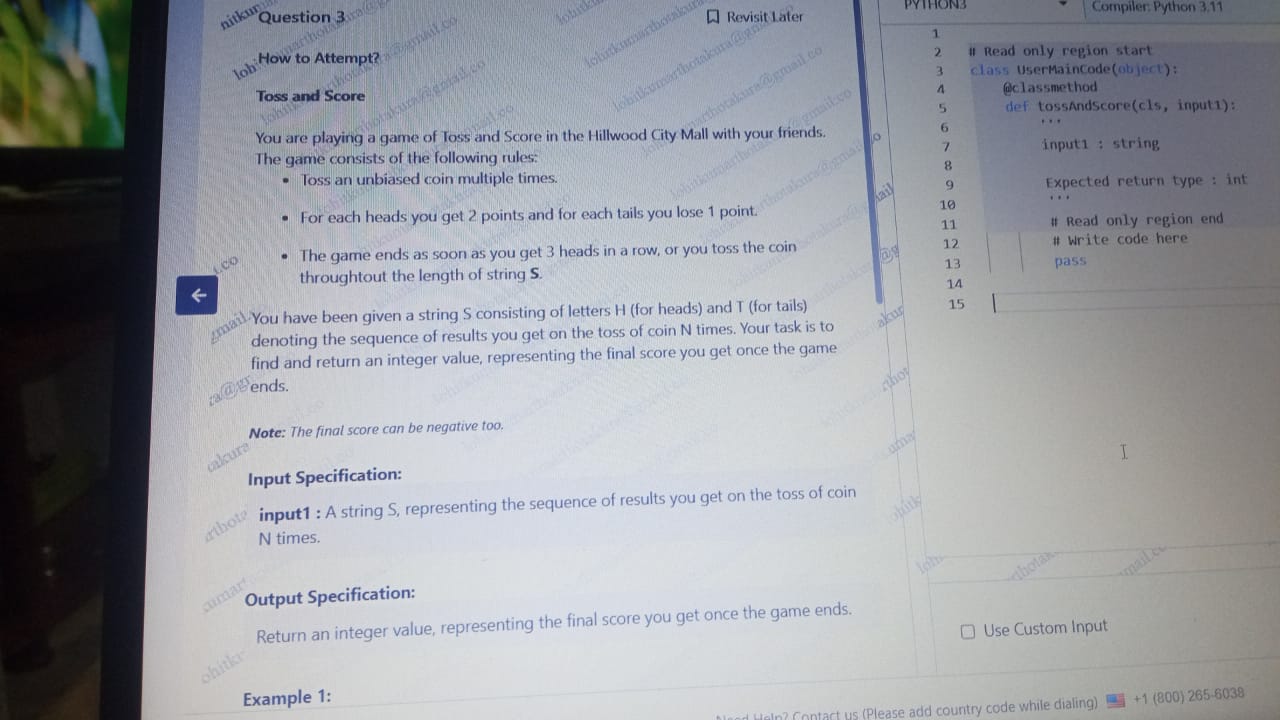 Question 3
Revisit Later
How to Attempt?
Toss and Score
You are playing a game of Toss and Score in the Hillwood City Mall with your friends.
The game consists of the following rules:
• Toss an unbiased coin multiple times.
• For each heads you get 2 points and for each tails you lose 1 point.
• The game ends as soon as you get 3 heads in a row, or you toss the coin
throughtout the length of string S.
You have been given a string S consisting of letters H (for heads) and T (for tails)
denoting the sequence of results you get on the toss of coin N times. Your task is to
find and return an integer value, representing the final score you get once the game
ends.
Note: The final score can be negative too.
Input Specification:
input1 : A string S, representing the sequence of results you get on the toss of coin
N times.
Output Specification:
Return an integer value, representing the final score you get once the game ends.
Example 1:
PYTHON3
Compiler: Python 3.11
1
2 # Read only region start
3 class UserMainCode(object):
4 @classmethod
5 def tossAndScore(cls, input1):
6 '''
7 input1 : string
8
9 Expected return type : int
10 '''
11 # Read only region end
12 # Write code here
13 pass
14
15
Use Custom Input
Need Help? Contact us (Please add country code while dialing) +1 (800) 265-6038